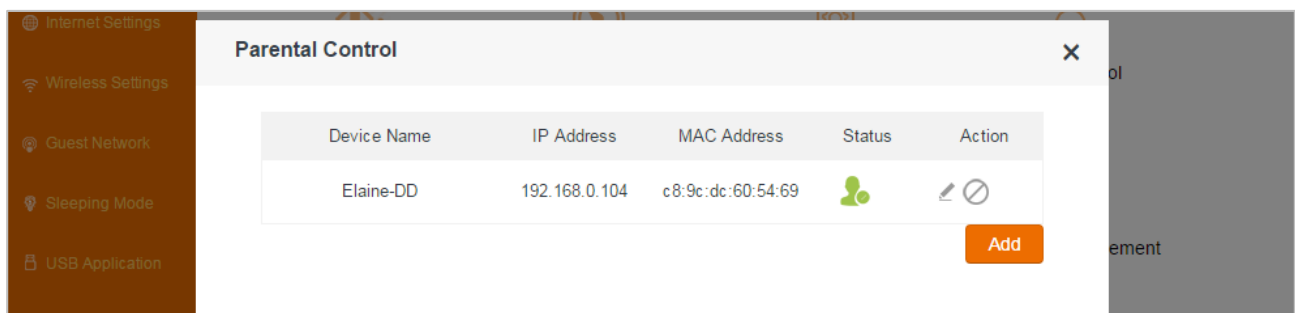 Internet Settings
Parental Control
ol
Wireless Settings
Device Name IP Address MAC Address Status Action
Guest Network
Elaine-DD 192.168.0.104 c8:9c:dc:60:54:69
Sleeping Mode
Add
ement
USB Application